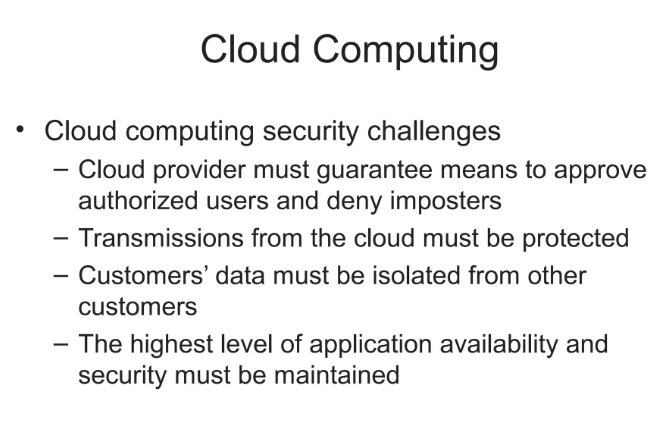 Cloud Computing
• Cloud computing security challenges
– Cloud provider must guarantee means to approve
authorized users and deny imposters
– Transmissions from the cloud must be protected
– Customers’ data must be isolated from other
customers
– The highest level of application availability and
security must be maintained